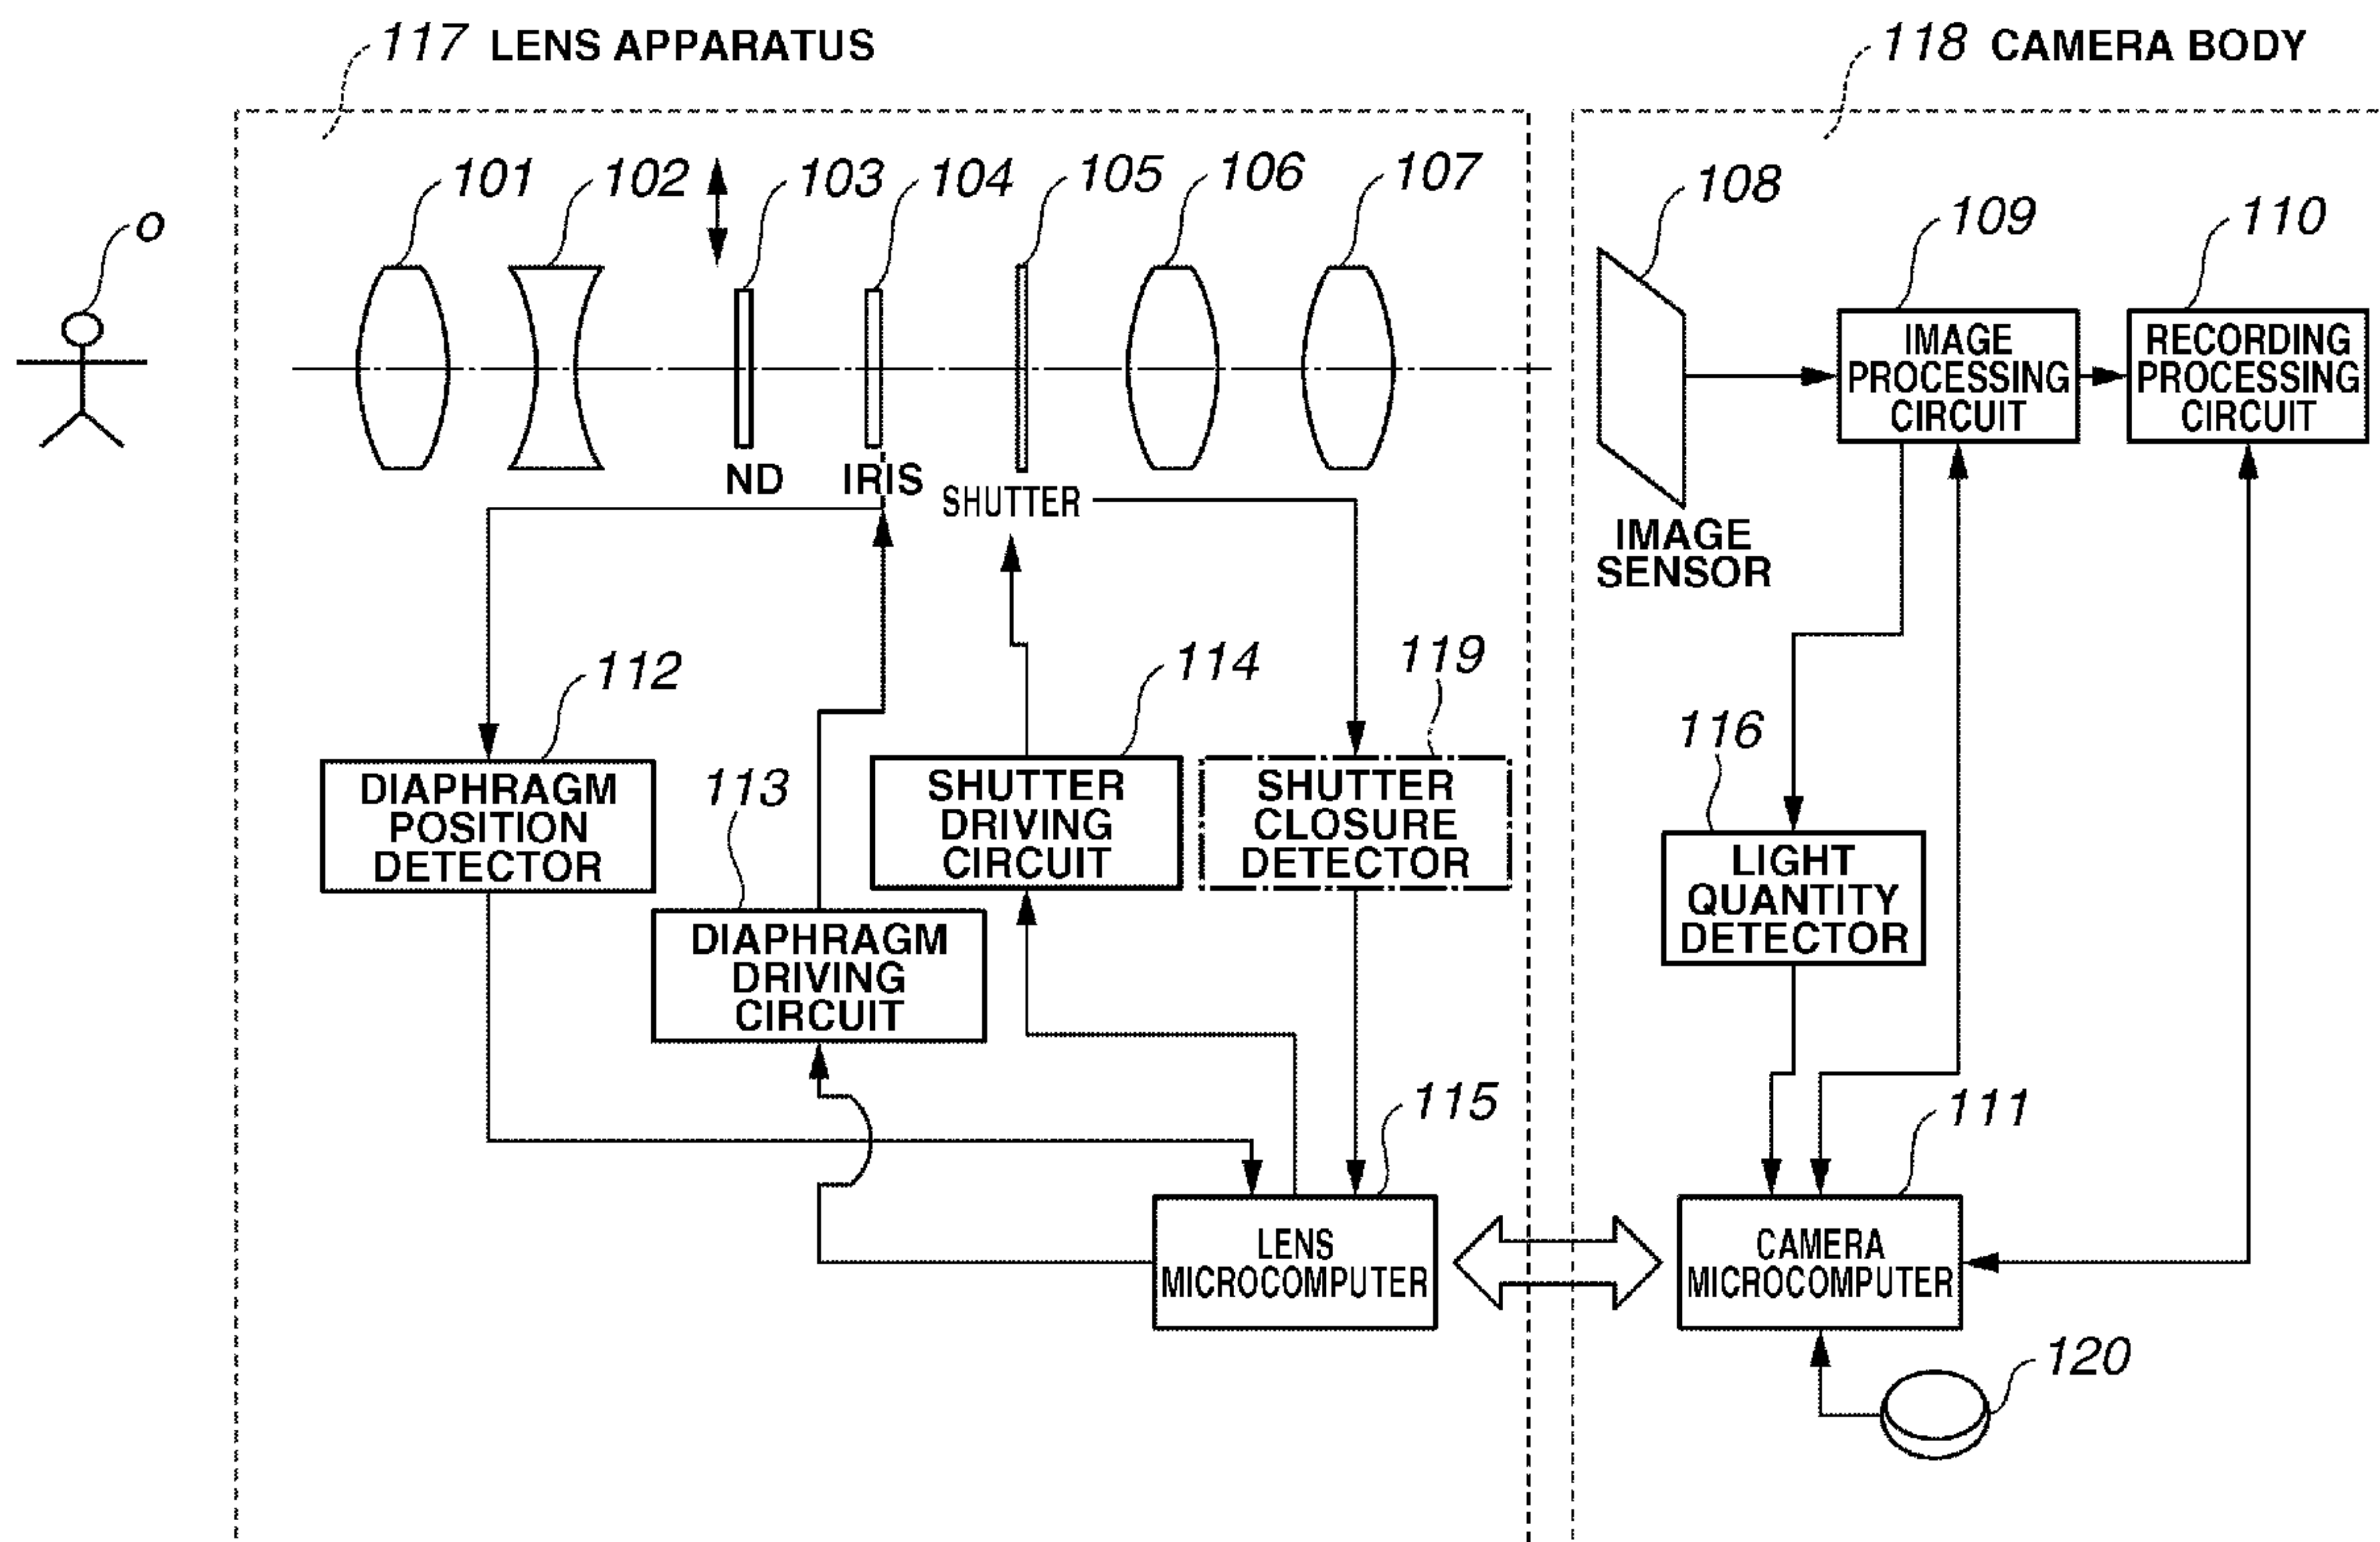 117 LENS APPARATUS
118 CAMERA BODY
O
101
102
103
104
105
106
107
108
109
110
ND
IRIS
SHUTTER
IMAGE
SENSOR
IMAGE
PROCESSING
CIRCUIT
RECORDING
PROCESSING
CIRCUIT
112
DIAPHRAGM
POSITION
DETECTOR
113
DIAPHRAGM
DRIVING
CIRCUIT
114
SHUTTER
DRIVING
CIRCUIT
119
SHUTTER
CLOSURE
DETECTOR
116
LIGHT
QUANTITY
DETECTOR
115
LENS
MICROCOMPUTER
111
CAMERA
MICROCOMPUTER
120